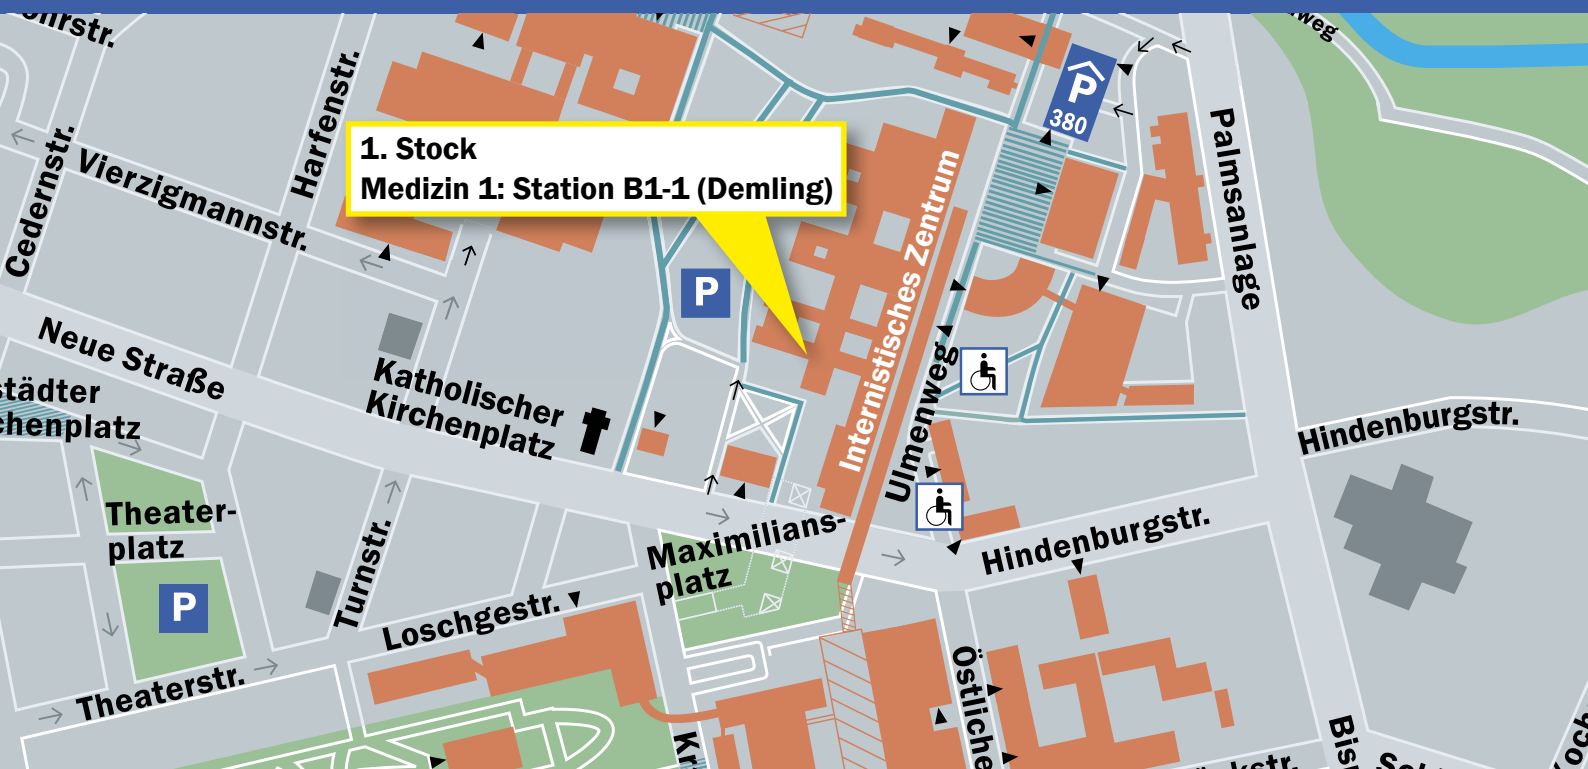 1. Stock
Medizin 1: Station B1-1 (Demling)
Harfenstr.
Cedernstr.
Vierzigmannstr.
P
380
Palmsanlage
Internistisches Zentrum
P
Ulmenweg
Neue Straße
Katholischer
Kirchenplatz
Hindenburgstr.
Theater-
platz
P
Turnstr.
Maximilians-
platz
Hindenburgstr.
Loschgestr.
Theaterstr.
Östliche